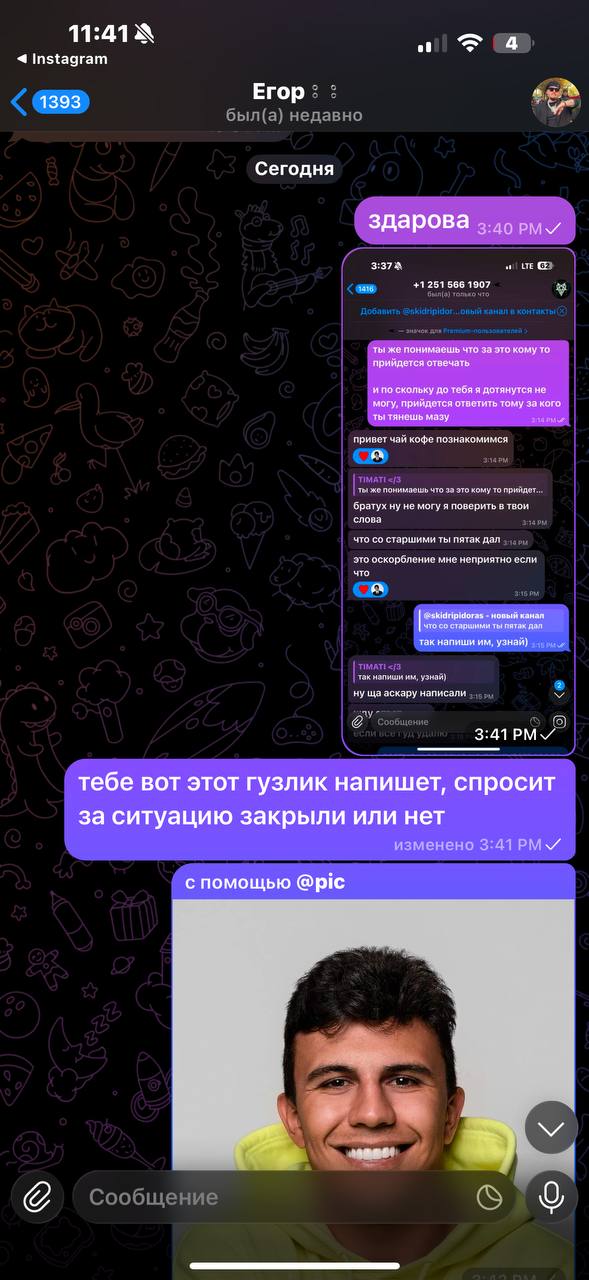 11:41
Instagram
4
1393
Егор
был(а) недавно
Сегодня
здарова 3:40 PM
3:37
LTE 62
1416
+1 251 566 1907
был(а) только что
Добавить @skidripidor...овый канал в контакты
— значок для Premium-пользователей
ты же понимаешь что за это кому то
прийдется отвечать
и по скольку до тебя я дотянутся не
могу, прийдется ответить тому за кого
ты тянешь мазу
3:14 PM
привет чай кофе познакомимся
3:14 PM
TIMATI </3
ты же понимаешь что за это кому то прийдет...
братух ну не могу я поверить в твои
слова
3:14 PM
что со старшими ты пятак дал 3:14 PM
это оскорбление мне неприятно если
что
3:15 PM
@skidripidoras - новый канал
что со старшими ты пятак дал
так напиши им, узнай) 3:15 PM
TIMATI </3
так напиши им, узнай)
ну ща аскару написали 3:15 PM
2
Сообщение
если все гуд удалю
3:41 PM
тебе вот этот гузлик напишет, спросит
за ситуацию закрыли или нет
изменено 3:41 PM
с помощью @pic
Сообщение